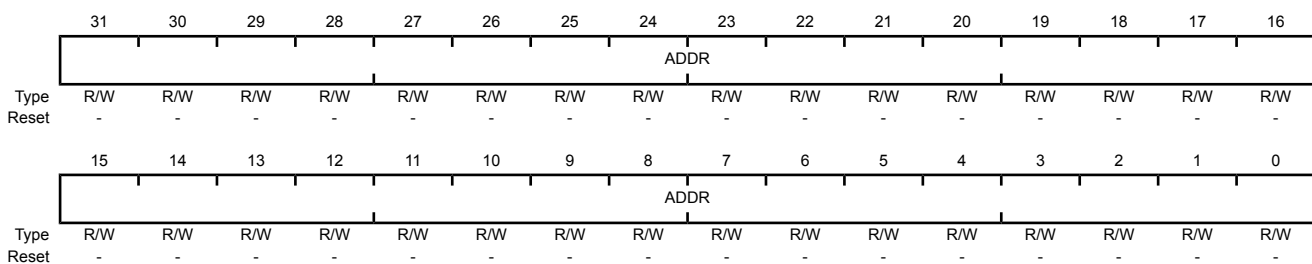 31 30 29 28 27 26 25 24 23 22 21 20 19 18 17 16
ADDR
Type R/W R/W R/W R/W R/W R/W R/W R/W R/W R/W R/W R/W R/W R/W R/W R/W
Reset - - - - - - - - - - - - - - - -
15 14 13 12 11 10 9 8 7 6 5 4 3 2 1 0
ADDR
Type R/W R/W R/W R/W R/W R/W R/W R/W R/W R/W R/W R/W R/W R/W R/W R/W
Reset - - - - - - - - - - - - - - - -